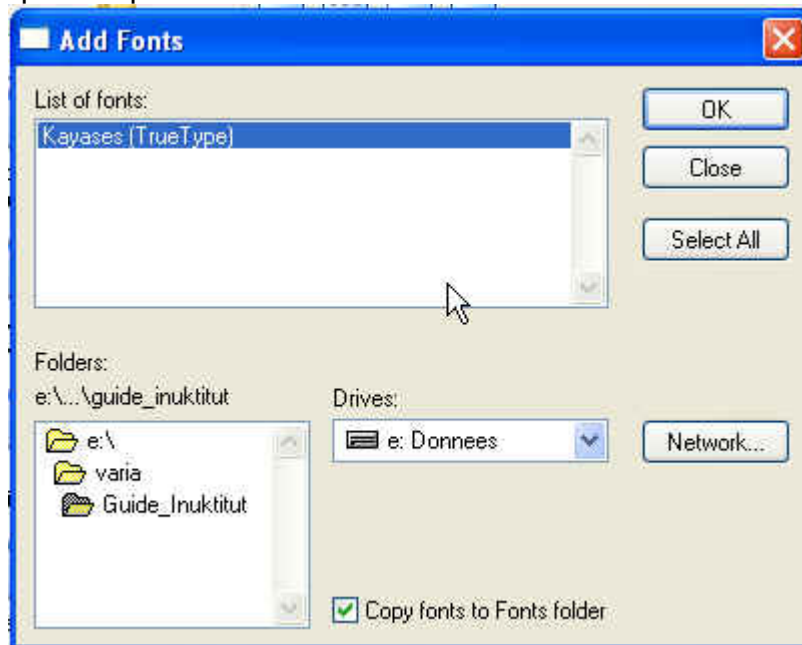 Add Fonts
List of fonts:
Kayases (TrueType)
OK
Close
Select All
Folders:
e:\...\guide_inuktitut
Drives:
e:\
varia
Guide_Inuktitut
e: Donnees
Network...
Copy fonts to Fonts folder